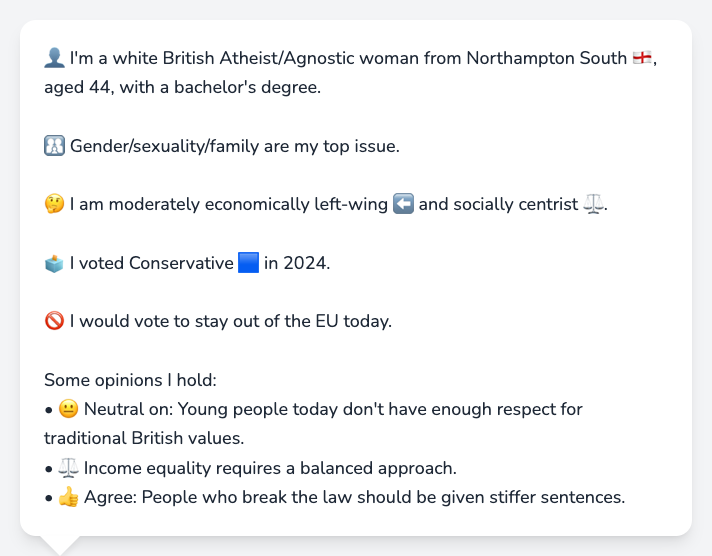 👤 I'm a white British Atheist/Agnostic woman from Northampton South 🏴󠁧󠁢󠁥󠁮󠁧󠁿,
aged 44, with a bachelor's degree.
🚻 Gender/sexuality/family are my top issue.
🤔 I am moderately economically left-wing ⬅️ and socially centrist ⚖️.
🗳️ I voted Conservative 🟦 in 2024.
🚫 I would vote to stay out of the EU today.
Some opinions I hold:
• 😐 Neutral on: Young people today don't have enough respect for
traditional British values.
• ⚖️ Income equality requires a balanced approach.
• 👍 Agree: People who break the law should be given stiffer sentences.